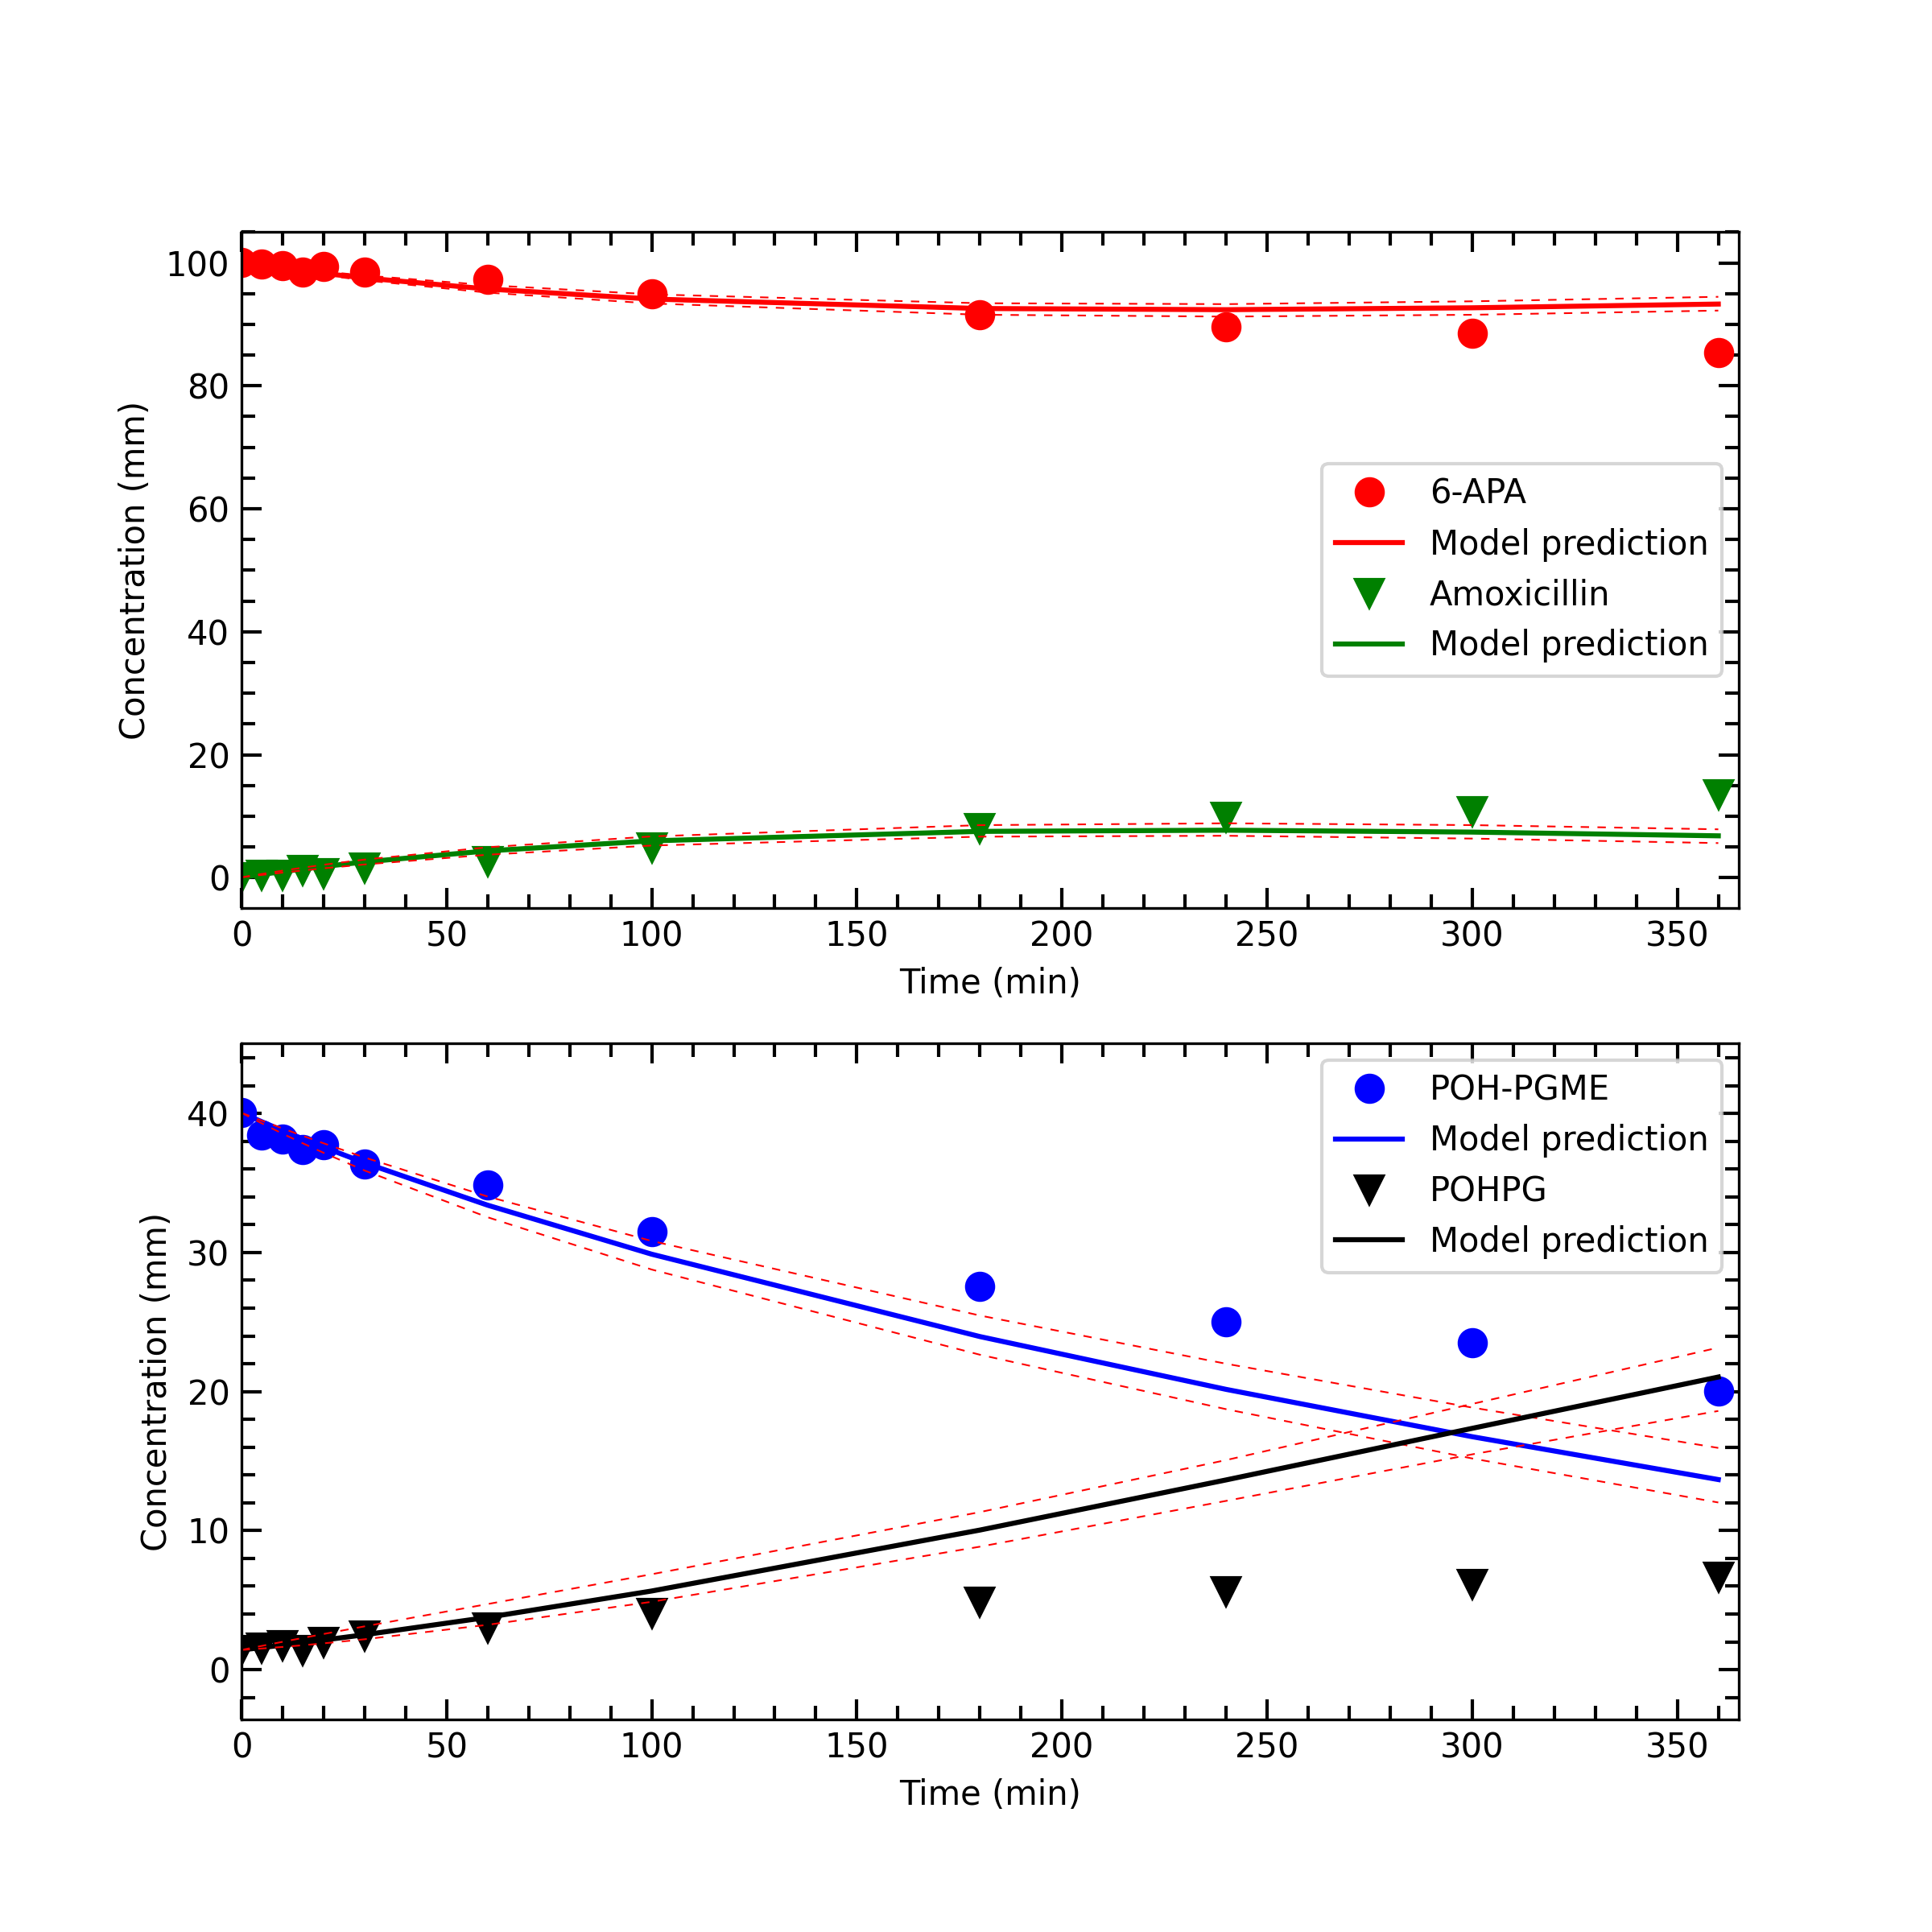 100
80
60
40
20
0
Concentration (mm)
6-APA
Model prediction
Amoxicillin
Model prediction
0 50 100 150 200 250 300 350
Time (min)
40
30
20
10
0
Concentration (mm)
POH-PGME
Model prediction
POHPG
Model prediction
0 50 100 150 200 250 300 350
Time (min)